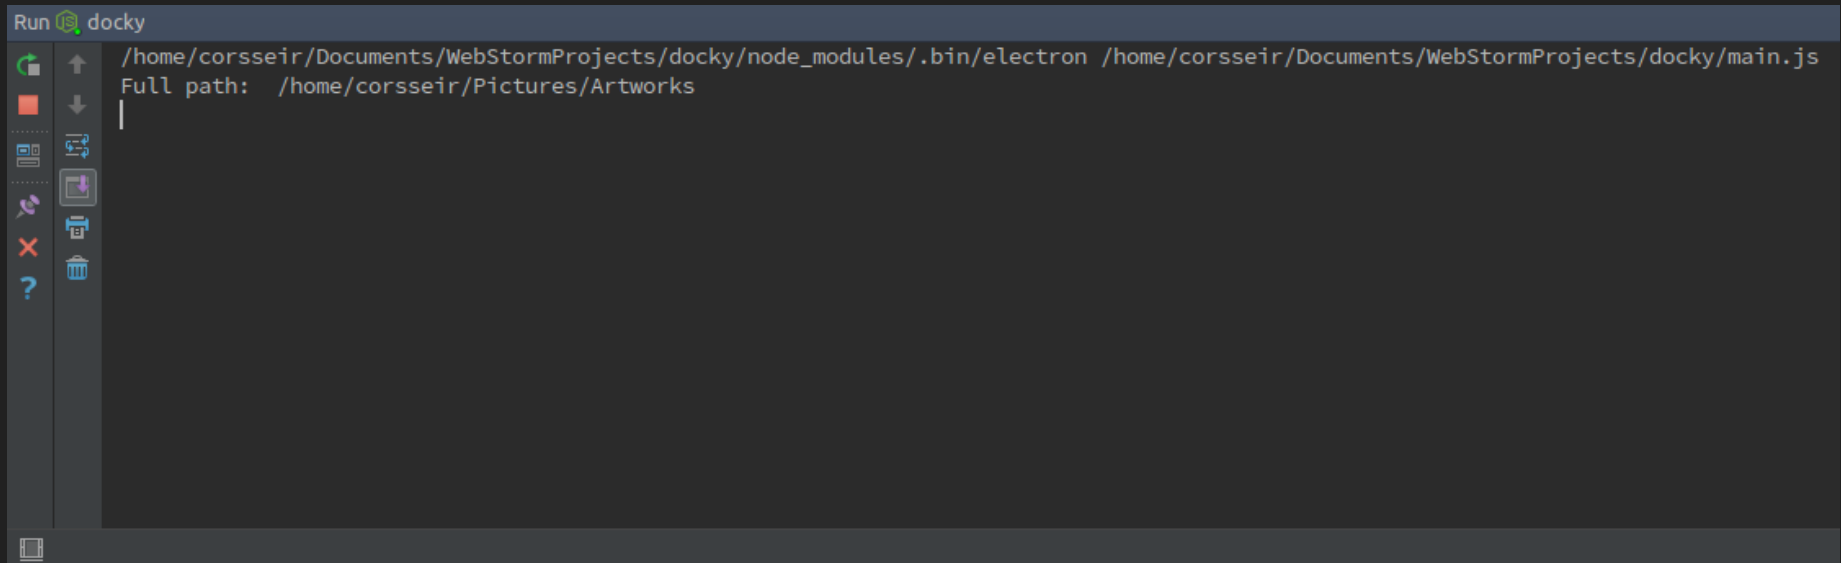 Run docky
/home/corsseir/Documents/WebStormProjects/docky/node_modules/.bin/electron /home/corsseir/Documents/WebStormProjects/docky/main.js
Full path:  /home/corsseir/Pictures/Artworks